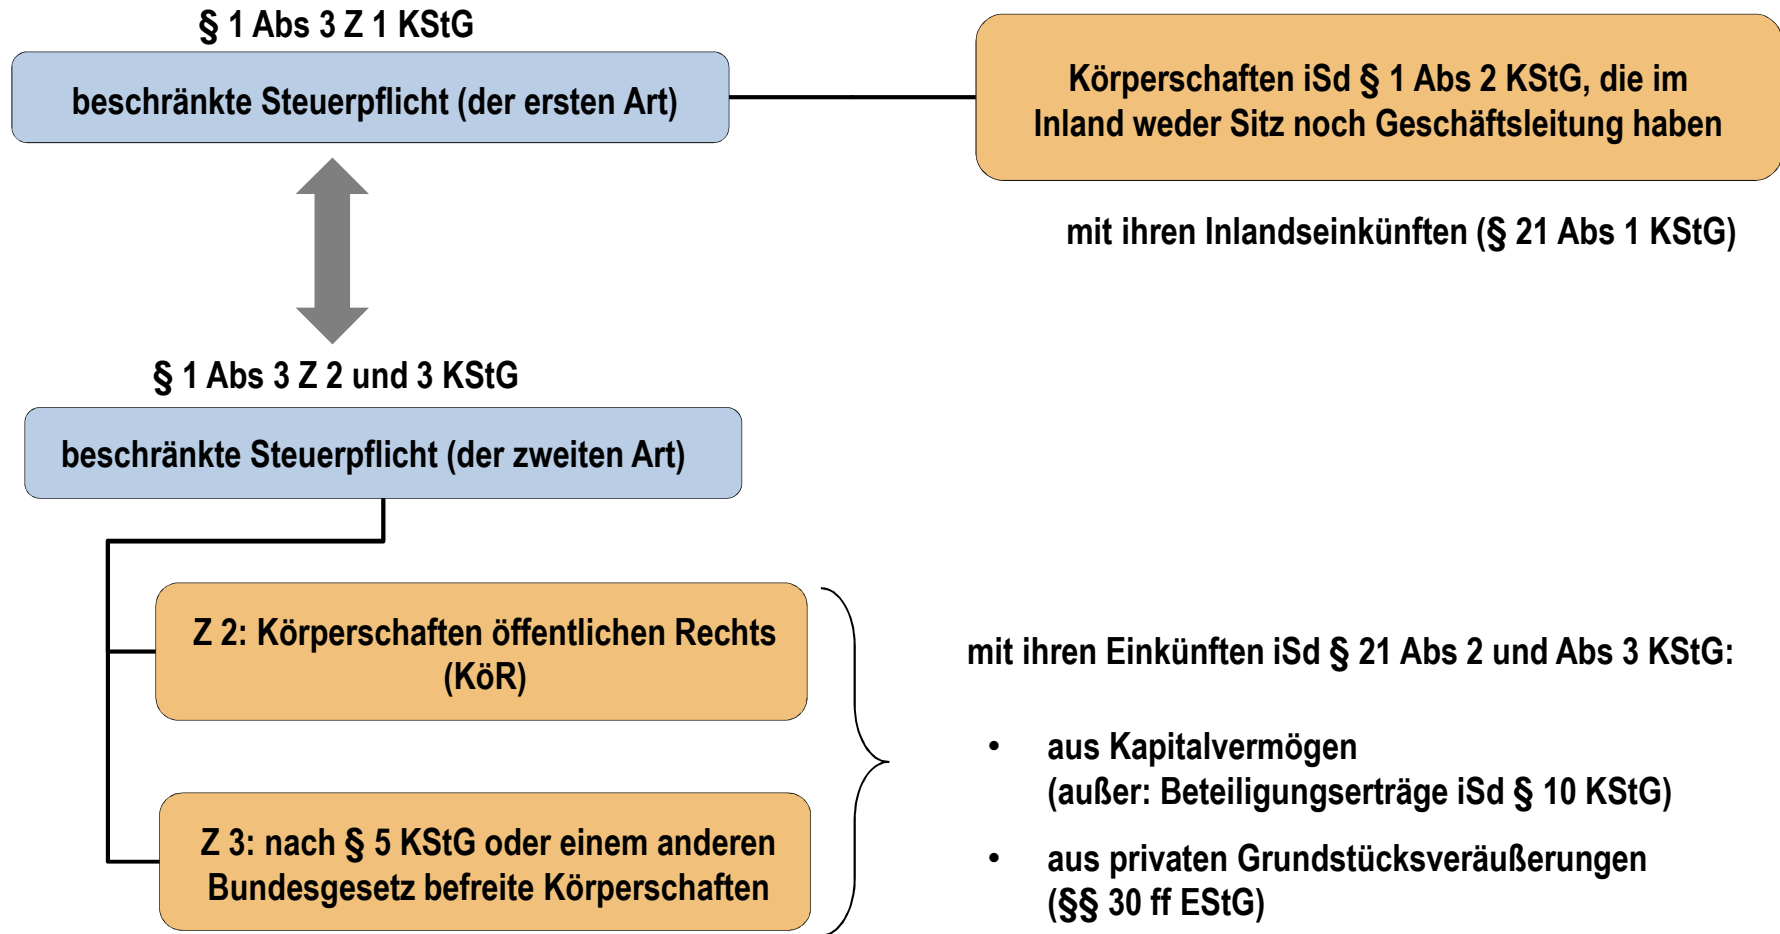 § 1 Abs 3 Z 1 KStG
beschränkte Steuerpflicht (der ersten Art)
Körperschaften iSd § 1 Abs 2 KStG, die im
Inland weder Sitz noch Geschäftsleitung haben
mit ihren Inlandseinkünften (§ 21 Abs 1 KStG)
§ 1 Abs 3 Z 2 und 3 KStG
beschränkte Steuerpflicht (der zweiten Art)
Z 2: Körperschaften öffentlichen Rechts
(KöR)
Z 3: nach § 5 KStG oder einem anderen
Bundesgesetz befreite Körperschaften
mit ihren Einkünften iSd § 21 Abs 2 und Abs 3 KStG:
• aus Kapitalvermögen
(außer: Beteiligungserträge iSd § 10 KStG)
• aus privaten Grundstücksveräußerungen
(§§ 30 ff EStG)